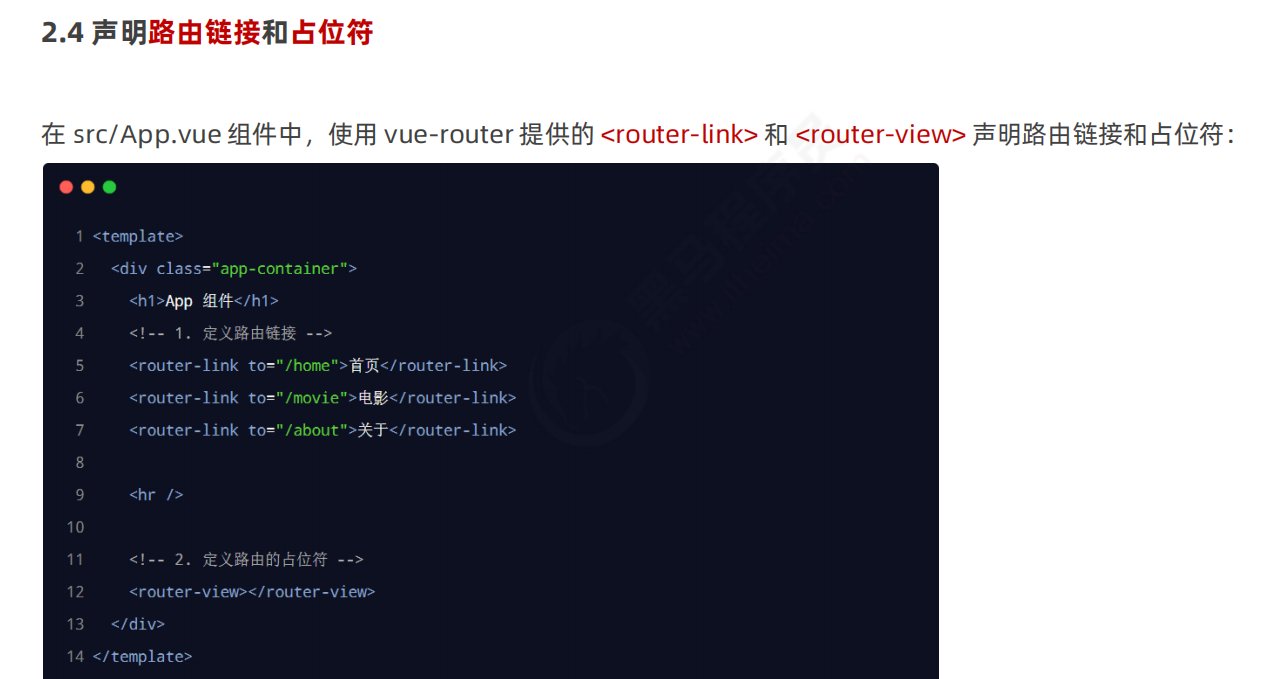 2.4 声明路由链接和占位符
在 src/App.vue 组件中，使用 vue-router 提供的 <router-link> 和 <router-view> 声明路由链接和占位符：
1 <template>
2   <div class="app-container">
3     <h1>App 组件</h1>
4     <!-- 1. 定义路由链接 -->
5     <router-link to="/home">首页</router-link>
6     <router-link to="/movie">电影</router-link>
7     <router-link to="/about">关于</router-link>
8
9     <hr />
10
11     <!-- 2. 定义路由的占位符 -->
12     <router-view></router-view>
13   </div>
14 </template>
黑马程序员